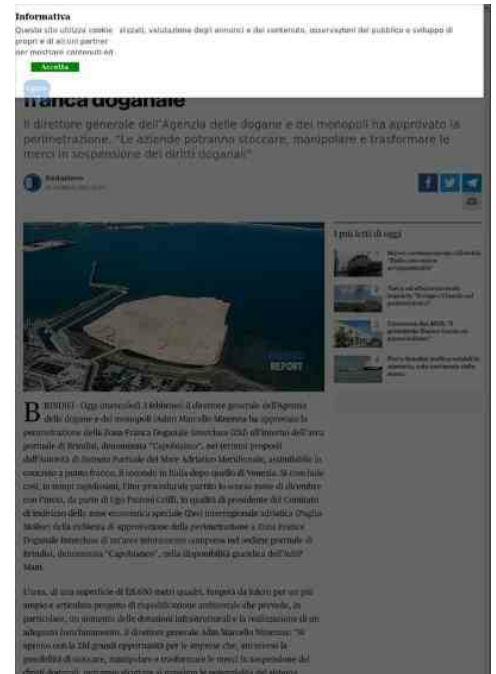 Informativa
Questo sito utilizza cookie alizzati, valutazione degli annunci e del contenuto, osservazioni del pubblico e sviluppo di
propri e di alcuni partner
per mostrare contenuti ed
Accetta
franca doganale
Il direttore generale dell'Agenzia delle dogane e dei monopoli ha approvato la
perimetrazione. "Le aziende potranno stoccare, manipolare e trasformare le
merci in sospensione dei diritti doganali"
Redazione
I più letti di oggi
REPORT
BRINDISI - Oggi (mercoledì 3 febbraio) il direttore generale dell'Agenzia
delle dogane e dei monopoli (Adm) Marcello Minenna ha approvato la
perimetrazione della Zona Franca Doganale Interclusa (Zfd) all'interno dell'area
portuale di Brindisi, denominata "Capobianco", nei termini proposti
dall'Autorità di Sistema Portuale del Mare Adriatico Meridionale, assimilabile in
concreto a punto franco, il secondo in Italia dopo quello di Venezia. Si conclude
così, in tempi rapidissimi, l'iter procedurale partito lo scorso mese di dicembre
con l'invio, da parte di Ugo Patroni Griffi, in qualità di presidente del Comitato
di indirizzo della zona economica speciale (Zes) interregionale adriatica (Puglia
Molise) della richiesta di approvazione della perimetrazione a Zona Franca
Doganale Interclusa di un'area interamente compresa nel sedime portuale di
Brindisi, denominata "Capobianco", nella disponibilità giuridica dell'AdSP
Mam.
L'area, di una superficie di metri quadri, fungerà da fulcro per un più
ampio e articolato progetto di riqualificazione ambientale che prevede, in
particolare, un aumento delle dotazioni infrastrutturali e la realizzazione di un
adeguato Il direttore generale Adm Marcello Minenna: "Si
aprono con la Zfd grandi opportunità per le imprese che, attraverso la
possibilità di stoccare, manipolare e trasformare le merci in sospensione dei
diritti doganali, potranno sfruttare al massimo le potenzialità del sistema